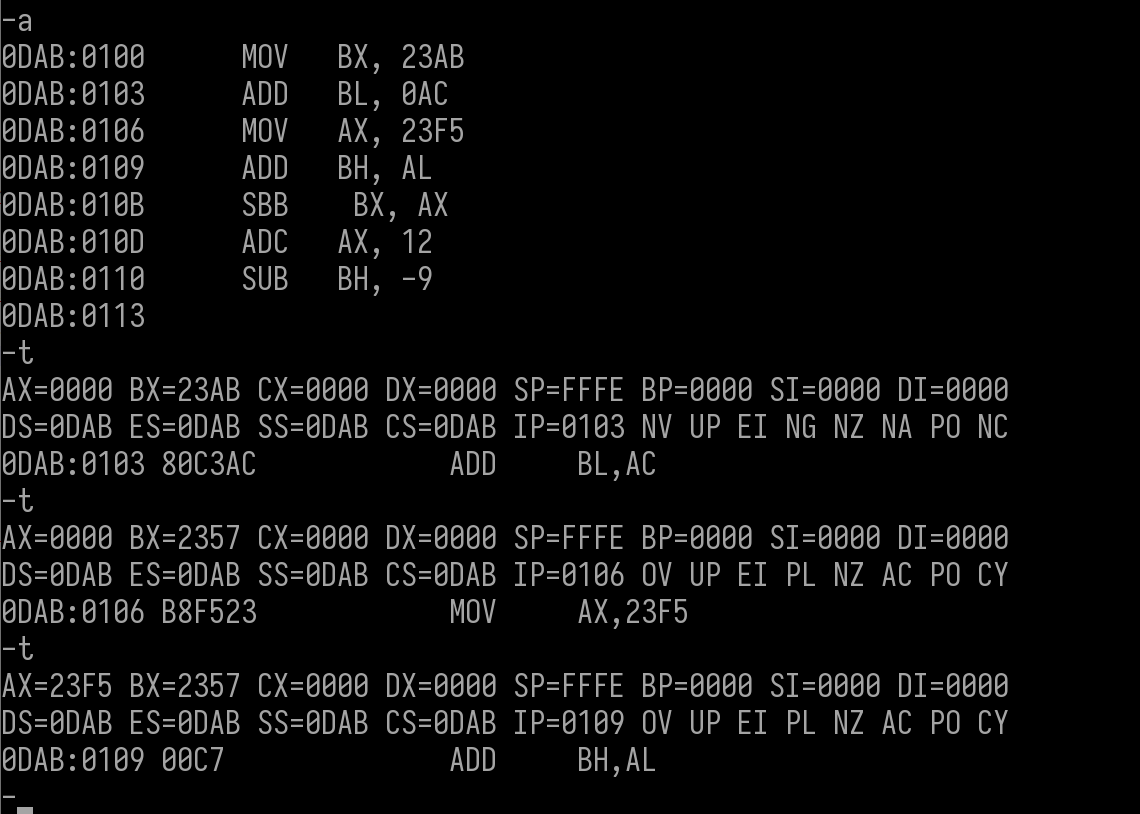 -a
0DAB:0100      MOV   BX, 23AB
0DAB:0103      ADD   BL, 0AC
0DAB:0106      MOV   AX, 23F5
0DAB:0109      ADD   BH, AL
0DAB:010B      SBB    BX, AX
0DAB:010D      ADC   AX, 12
0DAB:0110      SUB   BH, -9
0DAB:0113
-t
AX=0000 BX=23AB CX=0000 DX=0000 SP=FFFE BP=0000 SI=0000 DI=0000
DS=0DAB ES=0DAB SS=0DAB CS=0DAB IP=0103 NV UP EI NG NZ NA PO NC
0DAB:0103 80C3AC            ADD     BL,AC
-t
AX=0000 BX=2357 CX=0000 DX=0000 SP=FFFE BP=0000 SI=0000 DI=0000
DS=0DAB ES=0DAB SS=0DAB CS=0DAB IP=0106 OV UP EI PL NZ AC PO CY
0DAB:0106 B8F523            MOV     AX,23F5
-t
AX=23F5 BX=2357 CX=0000 DX=0000 SP=FFFE BP=0000 SI=0000 DI=0000
DS=0DAB ES=0DAB SS=0DAB CS=0DAB IP=0109 OV UP EI PL NZ AC PO CY
0DAB:0109 00C7              ADD     BH,AL
-